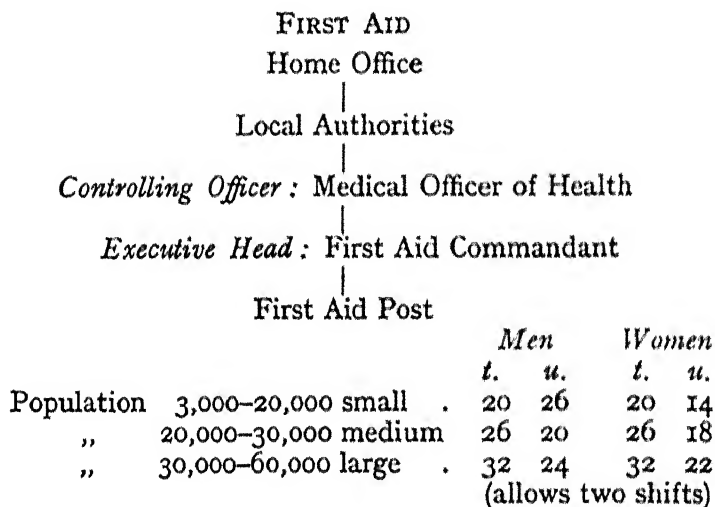 FIRST AID
Home Office
Local Authorities
Controlling Officer: Medical Officer of Health
Executive Head: First Aid Commandant
First Aid Post
Men Women
t. u. t. u.
Population 3,000–20,000 small . 20 26 20 14
,, 20,000–30,000 medium 26 20 26 18
,, 30,000–60,000 large . 32 24 32 22
(allows two shifts)